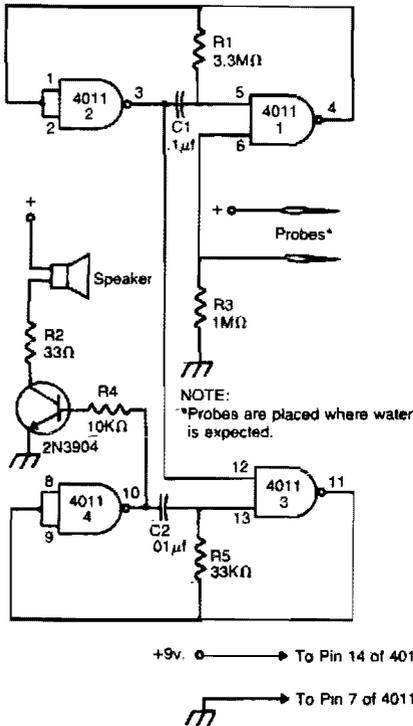 R1
3.3MΩ
1
2
4011
2
3
C1
.1µf
5
6
4011
1
4
+
Speaker
+
Probes*
R2
33Ω
R3
1MΩ
R4
10KΩ
2N3904
NOTE:
*Probes are placed where water
is expected.
8
9
4011
4
10
C2
01µf
12
13
4011
3
11
R5
33KΩ
+9v.
To Pin 14 of 401
To Pin 7 of 4011